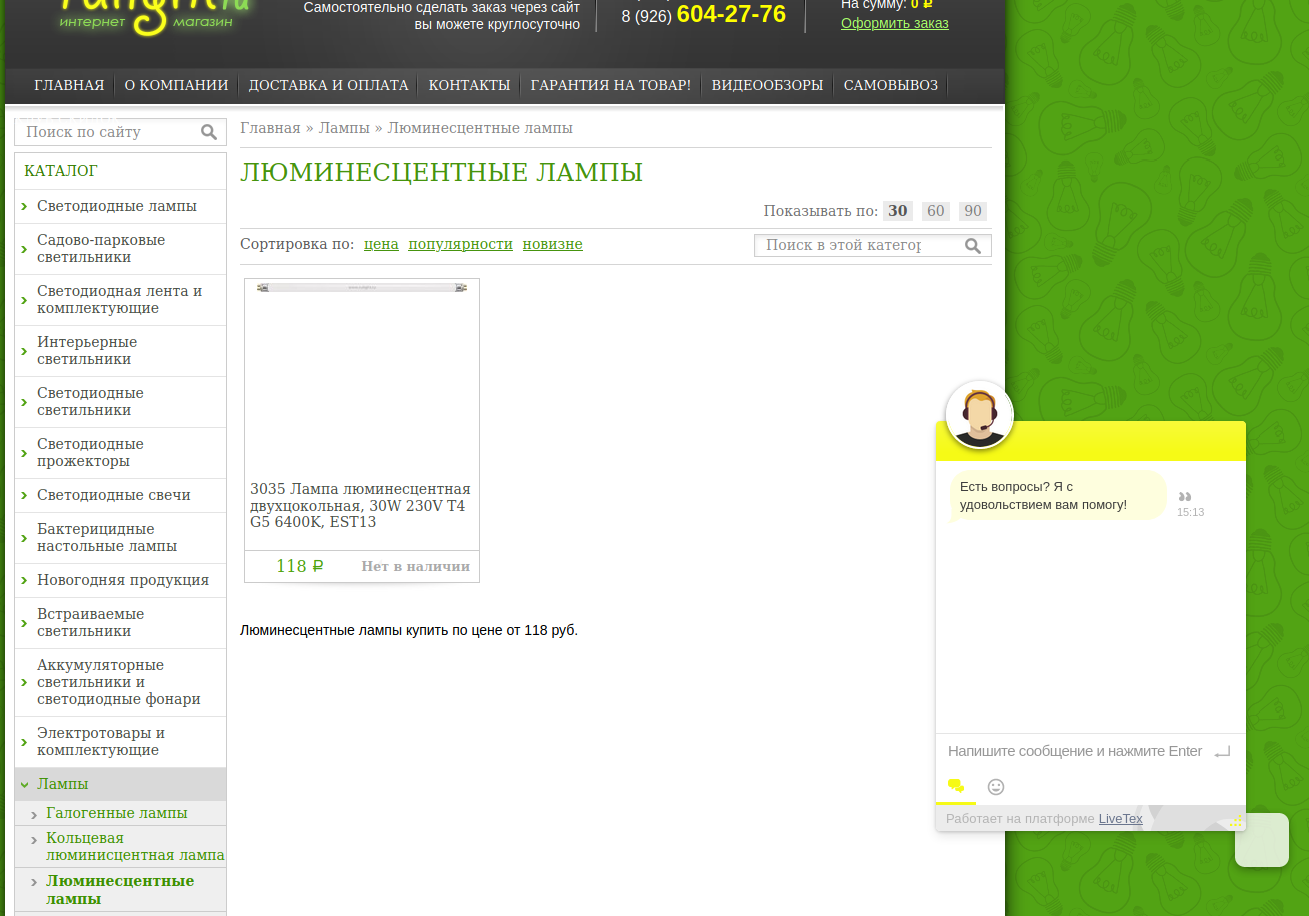 интернет магазин
Самостоятельно сделать заказ через сайт
вы можете круглосуточно
8 (926) 604-27-76
На сумму: 0 ₽
Оформить заказ
ГЛАВНАЯ О КОМПАНИИ ДОСТАВКА И ОПЛАТА КОНТАКТЫ ГАРАНТИЯ НА ТОВАР! ВИДЕООБЗОРЫ САМОВЫВОЗ
Поиск по сайту
КАТАЛОГ
Светодиодные лампы
Садово-парковые
светильники
Светодиодная лента и
комплектующие
Интерьерные
светильники
Светодиодные
светильники
Светодиодные
прожекторы
Светодиодные свечи
Бактерицидные
настольные лампы
Новогодняя продукция
Встраиваемые
светильники
Аккумуляторные
светильники и
светодиодные фонари
Электротовары и
комплектующие
Лампы
Галогенные лампы
Кольцевая
люминисцентная лампа
Люминесцентные
лампы
Главная » Лампы » Люминесцентные лампы
ЛЮМИНЕСЦЕНТНЫЕ ЛАМПЫ
Показывать по: 30 60 90
Сортировка по: цена популярности новизне
Поиск в этой категор
3035 Лампа люминесцентная
двухцокольная, 30W 230V T4
G5 6400K, EST13
118 ₽ Нет в наличии
Люминесцентные лампы купить по цене от 118 руб.
Есть вопросы? Я с
удовольствием вам помогу!
15:13
Напишите сообщение и нажмите Enter
Работает на платформе LiveTex